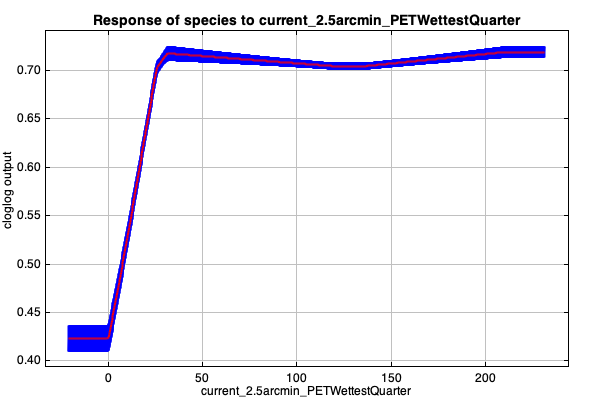 Response of species to current_2.5arcmin_PETWettestQuarter
cloglog output
0.70
0.65
0.60
0.55
0.50
0.45
0.40
0 50 100 150 200
current_2.5arcmin_PETWettestQuarter